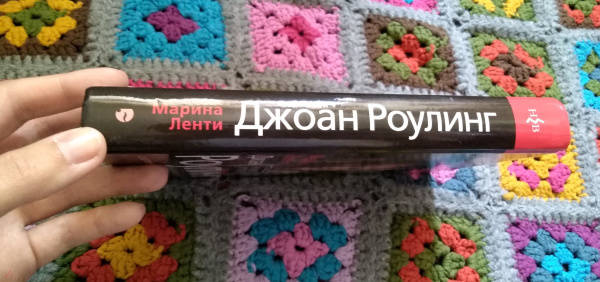 Марина
Ленти
Джоан Роулинг